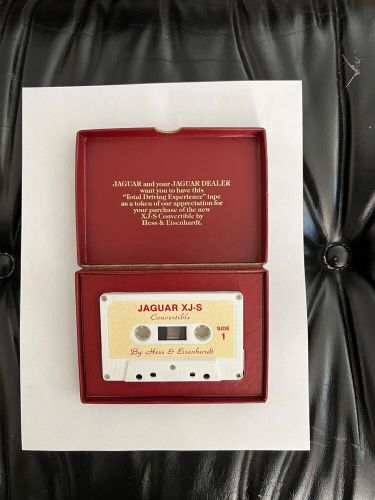 JAGUAR and your JAGUAR DEALER
want you to have this
"Total Driving Experience" tape
as a token of our appreciation for
your purchase of the new
XJ-S Convertible by
Hess & Eisenhardt.
JAGUAR XJ-S
Convertible
SIDE
1
By Hess & Eisenhardt